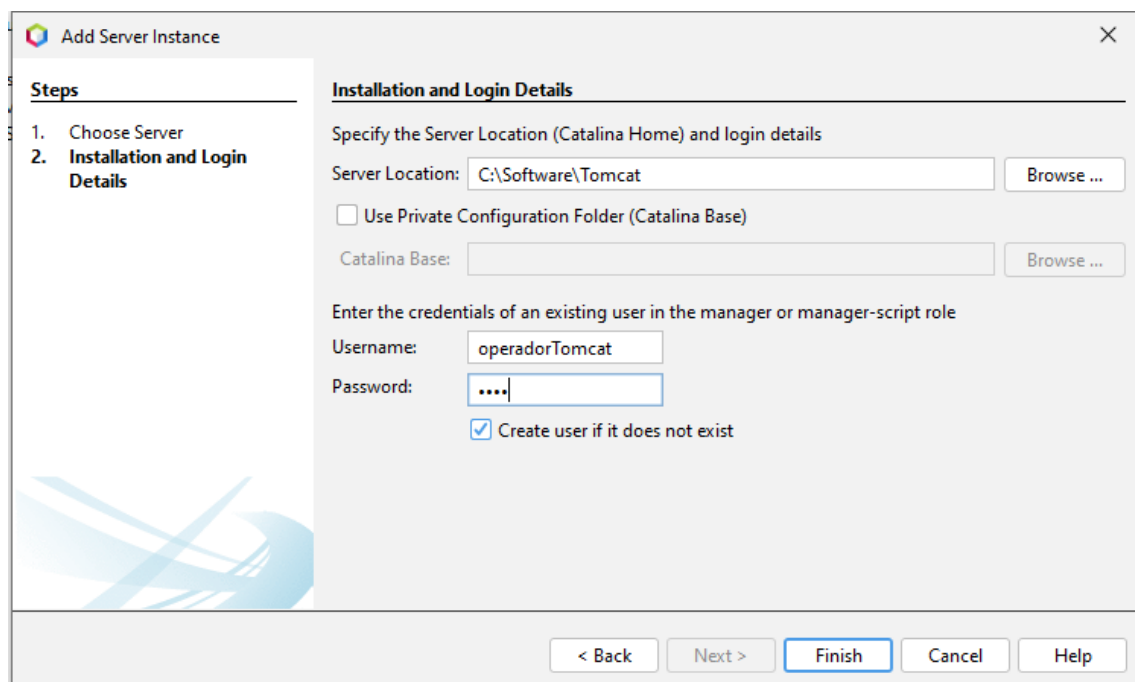 Add Server Instance
Steps
1. Choose Server
2. Installation and Login
Details
Installation and Login Details
Specify the Server Location (Catalina Home) and login details
Server Location: C:\Software\Tomcat Browse ...
Use Private Configuration Folder (Catalina Base)
Catalina Base: Browse ...
Enter the credentials of an existing user in the manager or manager-script role
Username: operadorTomcat
Password: ••••
Create user if it does not exist
< Back Next > Finish Cancel Help